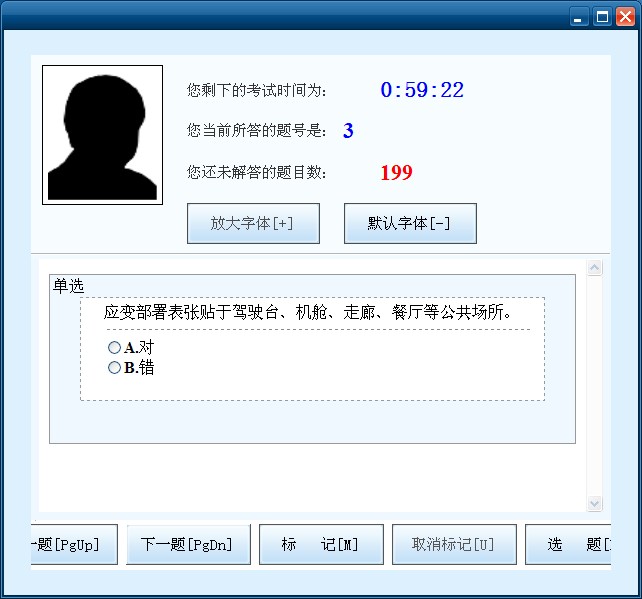 您剩下的考试时间为: 0:59:22
您当前所答的题号是: 3
您还未解答的题目数: 199
放大字体[+] 默认字体[-]
单选
应变部署表张贴于驾驶台、机舱、走廊、餐厅等公共场所。
A.对
B.错
一题[PgUp] 下一题[PgDn] 标 记[M] 取消标记[U] 选 题[